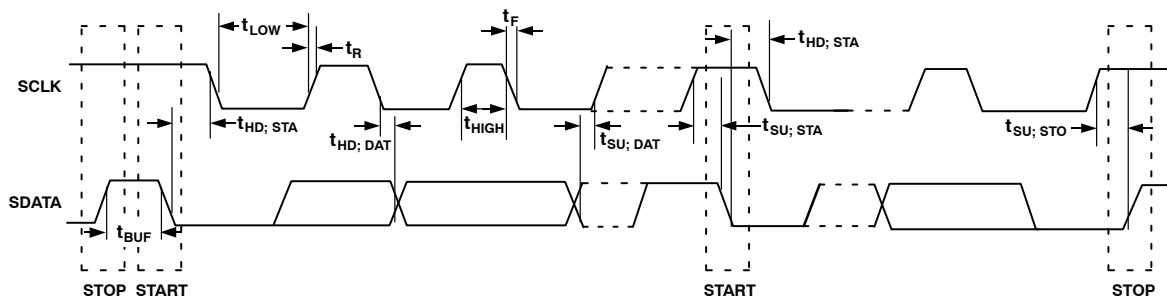 tLOW
tR
tF
tHD; STA
SCLK
tHD; STA
tHD; DAT
tHIGH
tSU; DAT
tSU; STA
tSU; STO
SDATA
tBUF
STOP START START STOP